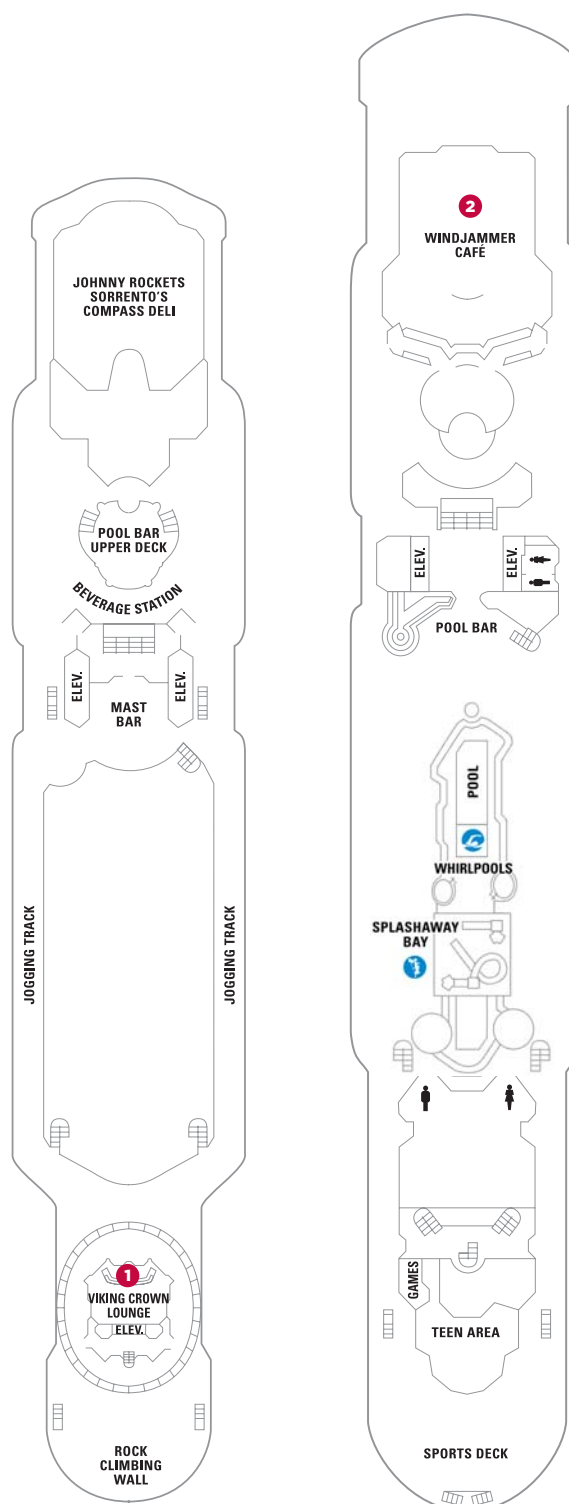 JOHNNY ROCKETS
SORRENTO'S
COMPASS DELI
POOL BAR
UPPER DECK
BEVERAGE STATION
ELEV.
ELEV.
MAST
BAR
JOGGING TRACK
JOGGING TRACK
1
VIKING CROWN
LOUNGE
ELEV.
ROCK
CLIMBING
WALL
2
WINDJAMMER
CAFÉ
ELEV.
ELEV.
POOL BAR
POOL
WHIRLPOOLS
SPLASHAWAY
BAY
GAMES
TEEN AREA
SPORTS DECK